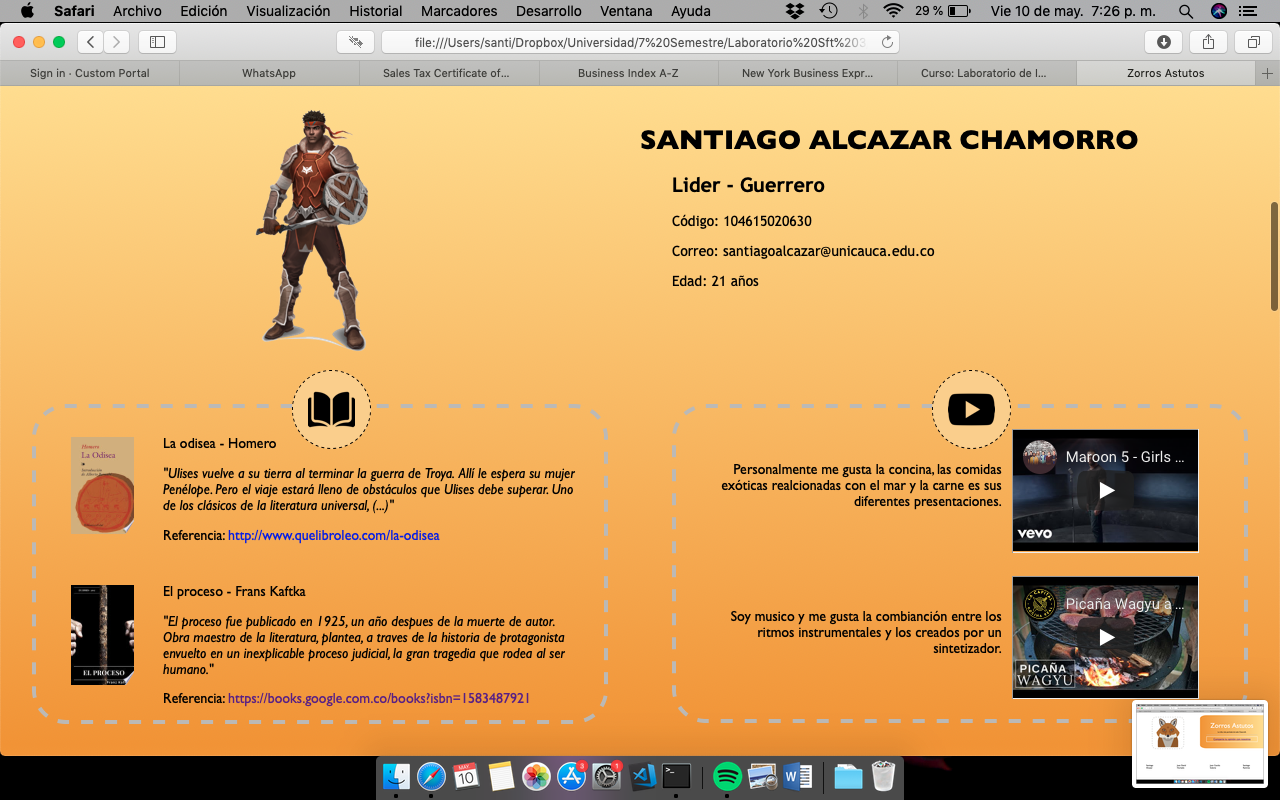 Safari Archivo Edición Visualización Historial Marcadores Desarrollo Ventana Ayuda 29 % Vie 10 de may. 7:26 p. m.
file:///Users/santi/Dropbox/Universidad/7%20Semestre/Laboratorio%20Sft%20
Sign in · Custom Portal WhatsApp Sales Tax Certificate of... Business Index A-Z New York Business Expr... Curso: Laboratorio de I... Zorros Astutos
SANTIAGO ALCAZAR CHAMORRO
Lider - Guerrero
Código: 104615020630
Correo: santiagoalcazar@unicauca.edu.co
Edad: 21 años
Homero
La Odisea
La odisea - Homero
"Ulises vuelve a su tierra al terminar la guerra de Troya. Allí le espera su mujer
Penélope. Pero el viaje estará lleno de obstáculos que Ulises debe superar. Uno
de los clásicos de la literatura universal, (...)"
Referencia: http://www.quelibroleo.com/la-odisea
EL PROCESO
El proceso - Frans Kaftka
"El proceso fue publicado en 1925, un año despues de la muerte de autor.
Obra maestro de la literatura, plantea, a traves de la historia de protagonista
envuelto en un inexplicable proceso judicial, la gran tragedia que rodea al ser
humano."
Referencia: https://books.google.com.co/books?isbn=1583487921
Personalmente me gusta la concina, las comidas
exóticas realcionadas con el mar y la carne es sus
diferentes presentaciones.
Maroon 5 - Girls ...
vevo
Soy musico y me gusta la combianción entre los
ritmos instrumentales y los creados por un
sintetizador.
Picaña Wagyu a ...
PICAÑA
WAGYU
Zorros Astutos
MAY
10
3
1